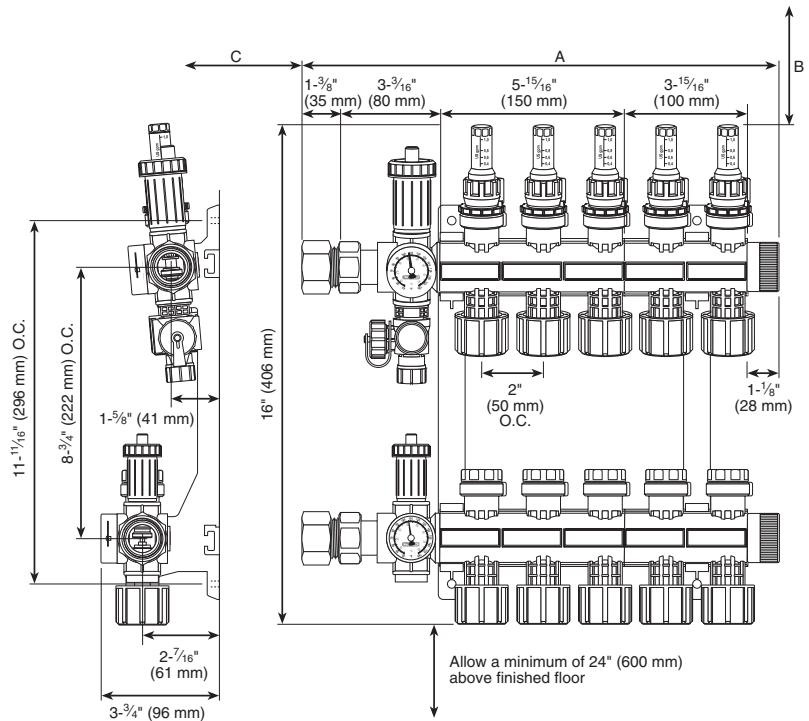 C
A
B
1-³⁄₈"
(35 mm)
3-³⁄₁₆"
(80 mm)
5-¹⁵⁄₁₆"
(150 mm)
3-¹⁵⁄₁₆"
(100 mm)
11-¹¹⁄₁₆" (296 mm) O.C.
8-³⁄₄" (222 mm) O.C.
1-⁵⁄₈" (41 mm)
16" (406 mm)
2"
(50 mm)
O.C.
1-¹⁄₈"
(28 mm)
2-⁷⁄₁₆"
(61 mm)
3-³⁄₄" (96 mm)
Allow a minimum of 24" (600 mm)
above finished floor